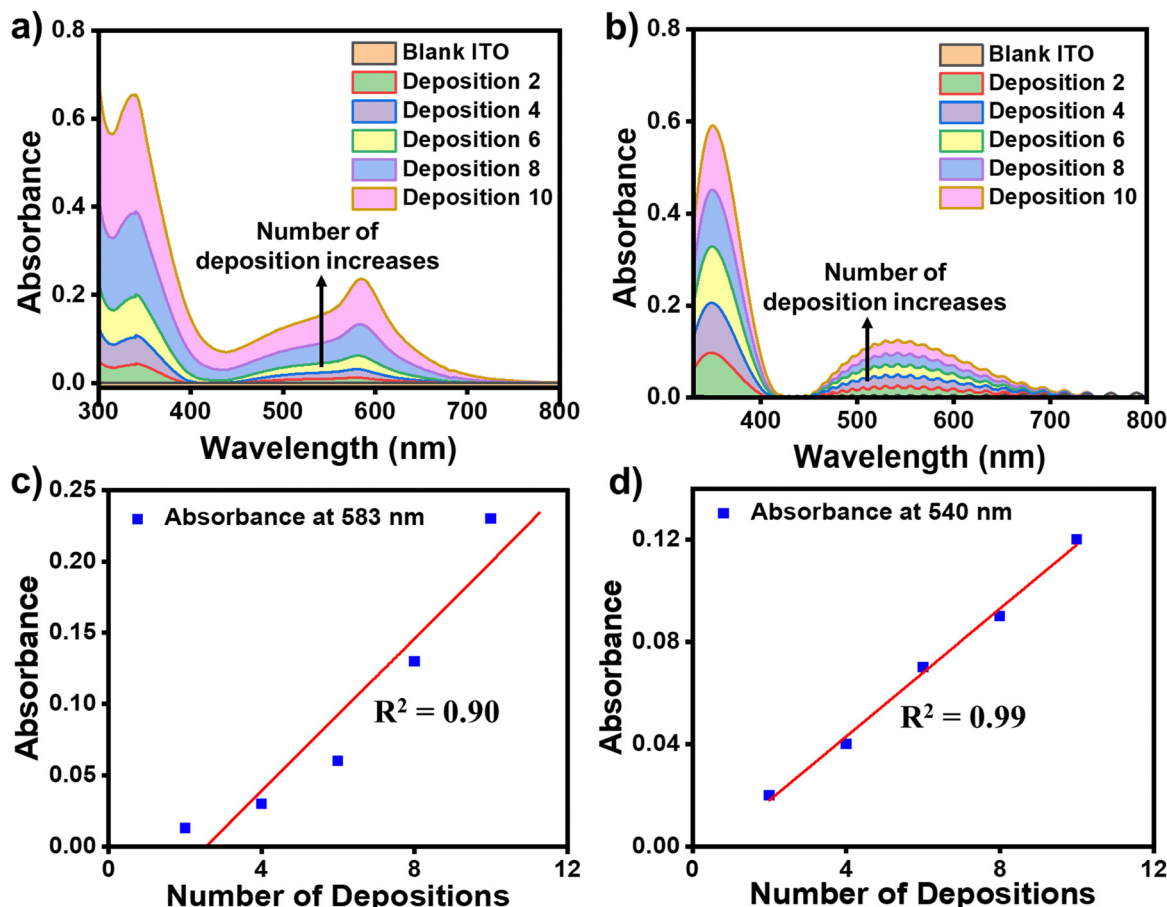 a)
0.8
0.6
0.4
0.2
0.0
Absorbance
Blank ITO
Deposition 2
Deposition 4
Deposition 6
Deposition 8
Deposition 10
Number of
deposition increases
300 400 500 600 700 800
Wavelength (nm)
b)
0.8
0.6
0.4
0.2
0.0
Absorbance
Blank ITO
Deposition 2
Deposition 4
Deposition 6
Deposition 8
Deposition 10
Number of
deposition increases
400 500 600 700 800
Wavelength (nm)
c)
0.25
0.20
0.15
0.10
0.05
0.00
Absorbance
Absorbance at 583 nm
R² = 0.90
0 4 8 12
Number of Depositions
d)
0.12
0.08
0.04
0.00
Absorbance
Absorbance at 540 nm
R² = 0.99
0 4 8 12
Number of Depositions